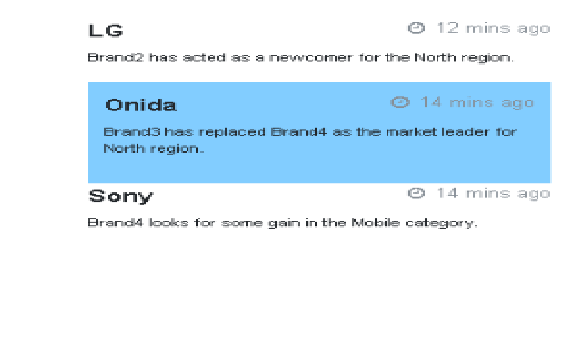 LG
12 mins ago
Brand2 has acted as a newcomer for the North region.
Onida
14 mins ago
Brand3 has replaced Brand4 as the market leader for
North region.
Sony
14 mins ago
Brand4 looks for some gain in the Mobile category.